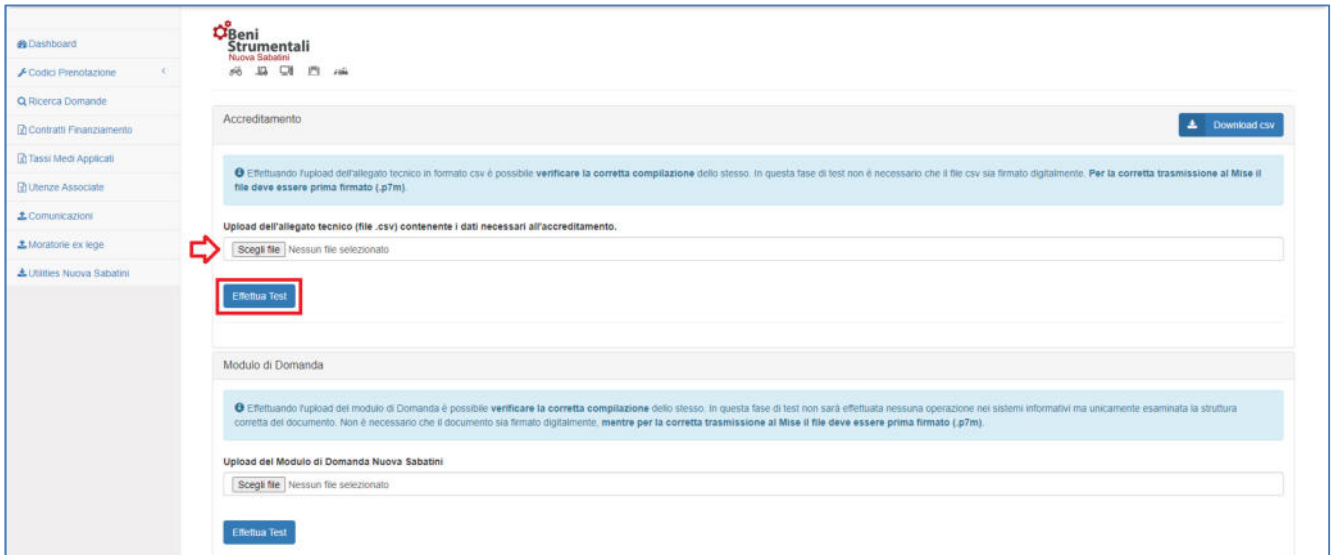 Dashboard
Codici Prenotazione
Ricerca Domande
Contratti Finanziamento
Tassi Medi Applicati
Utenze Associate
Comunicazioni
Moratorie ex lege
Utilities Nuova Sabatini
Beni
Strumentali
Nuova Sabatini
Accreditamento
Download csv
Effettuando l'upload dell'allegato tecnico in formato csv è possibile verificare la corretta compilazione dello stesso. In questa fase di test non è necessario che il file csv sia firmato digitalmente. Per la corretta trasmissione al Mise il
file deve essere prima firmato (.p7m).
Upload dell'allegato tecnico (file .csv) contenente i dati necessari all'accreditamento.
Scegli file Nessun file selezionato
Effettua Test
Modulo di Domanda
Effettuando l'upload del modulo di Domanda è possibile verificare la corretta compilazione dello stesso. In questa fase di test non sarà effettuata nessuna operazione nei sistemi informativi ma unicamente esaminata la struttura
corretta del documento. Non è necessario che il documento sia firmato digitalmente, mentre per la corretta trasmissione al Mise il file deve essere prima firmato (.p7m).
Upload del Modulo di Domanda Nuova Sabatini
Scegli file Nessun file selezionato
Effettua Test